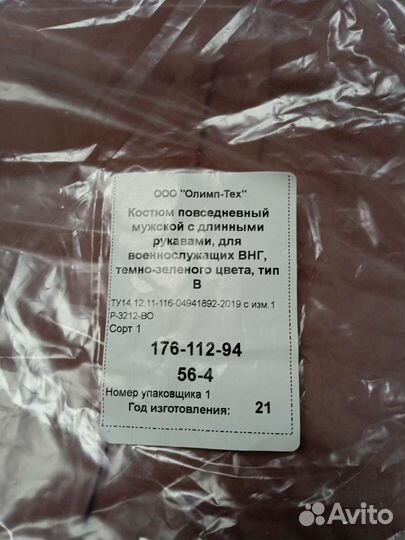 ООО "Олимп-Тех"
Костюм повседневный
мужской с длинными
рукавами, для
военнослужащих ВНГ,
темно-зеленого цвета, тип
В
ТУ14.12.11-116-04941892-2019 с изм.1
Р-3212-ВО
Сорт 1
176-112-94
56-4
Номер упаковщика 1
Год изготовления: 21
Avito